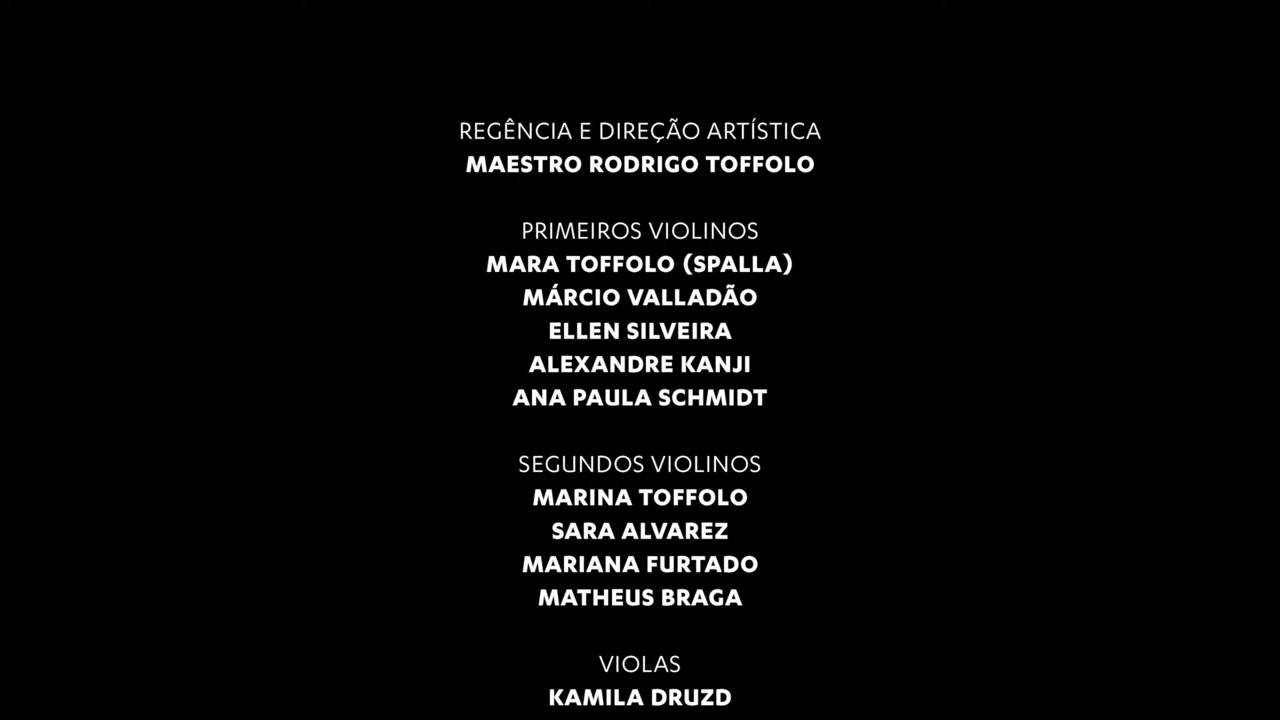 REGÊNCIA E DIREÇÃO ARTÍSTICA
MAESTRO RODRIGO TOFFOLO
PRIMEIROS VIOLINOS
MARA TOFFOLO (SPALLA)
MÁRCIO VALLADÃO
ELLEN SILVEIRA
ALEXANDRE KANJI
ANA PAULA SCHMIDT
SEGUNDOS VIOLINOS
MARINA TOFFOLO
SARA ALVAREZ
MARIANA FURTADO
MATHEUS BRAGA
VIOLAS
KAMILA DRUZD